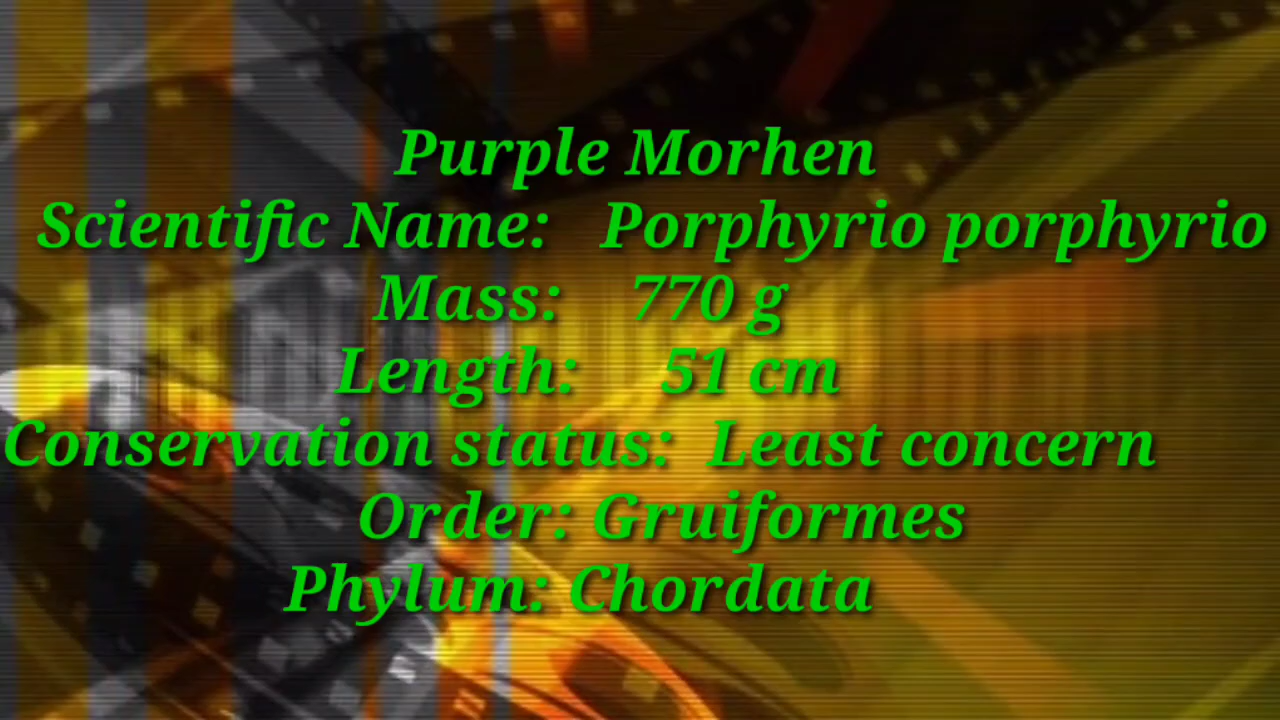 Purple Morhen
Scientific Name: Porphyrio porphyrio
Mass: 770 g
Length: 51 cm
Conservation status: Least concern
Order: Gruiformes
Phylum: Chordata